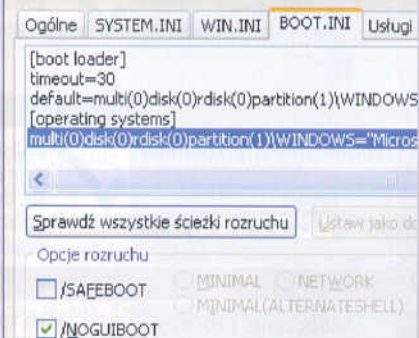 Ogólne SYSTEM.INI WIN.INI BOOT.INI Usługi
[boot loader]
timeout=30
default=multi(0)disk(0)rdisk(0)partition(1)\WINDOWS
[operating systems]
multi(0)disk(0)rdisk(0)partition(1)\WINDOWS="Micros
Sprawdź wszystkie ścieżki rozruchu Ustaw jako do
Opcje rozruchu
/SAFEBOOT MINIMAL NETWORK
MINIMAL(ALTERNATESHELL)
/NOGUIBOOT